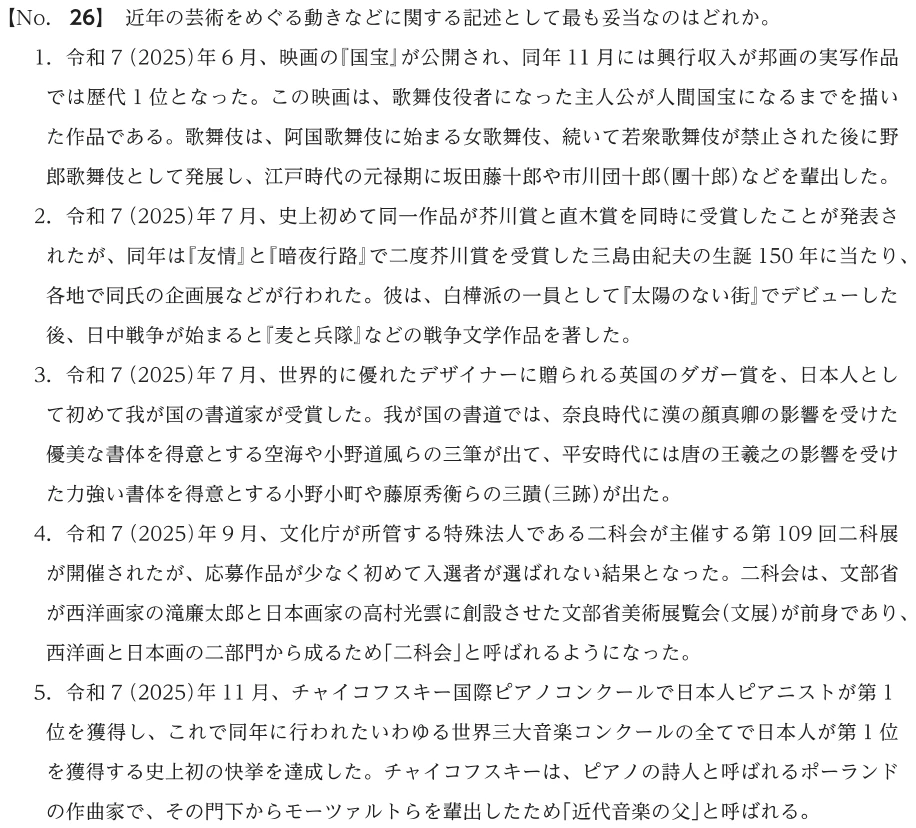 【No. 26】 近年の芸術をめぐる動きなどに関する記述として最も妥当なのはどれか。
1. 令和7(2025)年6月、映画の『国宝』が公開され、同年11月には興行収入が邦画の実写作品
では歴代1位となった。この映画は、歌舞伎役者になった主人公が人間国宝になるまでを描い
た作品である。歌舞伎は、阿国歌舞伎に始まる女歌舞伎、続いて若衆歌舞伎が禁止された後に野
郎歌舞伎として発展し、江戸時代の元禄期に坂田藤十郎や市川団十郎(團十郎)などを輩出した。
2. 令和7(2025)年7月、史上初めて同一作品が芥川賞と直木賞を同時に受賞したことが発表さ
れたが、同年は『友情』と『暗夜行路』で二度芥川賞を受賞した三島由紀夫の生誕150年に当たり、
各地で同氏の企画展などが行われた。彼は、白樺派の一員として『太陽のない街』でデビューした
後、日中戦争が始まると『麦と兵隊』などの戦争文学作品を著した。
3. 令和7(2025)年7月、世界的に優れたデザイナーに贈られる英国のダガー賞を、日本人とし
て初めて我が国の書道家が受賞した。我が国の書道では、奈良時代に漢の顔真卿の影響を受けた
優美な書体を得意とする空海や小野道風らの三筆が出て、平安時代には唐の王羲之の影響を受け
た力強い書体を得意とする小野小町や藤原秀衡らの三蹟(三跡)が出た。
4. 令和7(2025)年9月、文化庁が所管する特殊法人である二科会が主催する第109回二科展
が開催されたが、応募作品が少なく初めて入選者が選ばれない結果となった。二科会は、文部省
が西洋画家の滝廉太郎と日本画家の高村光雲に創設させた文部省美術展覧会(文展)が前身であり、
西洋画と日本画の二部門から成るため「二科会」と呼ばれるようになった。
5. 令和7(2025)年11月、チャイコフスキー国際ピアノコンクールで日本人ピアニストが第1
位を獲得し、これで同年に行われたいわゆる世界三大音楽コンクールの全てで日本人が第1位
を獲得する史上初の快挙を達成した。チャイコフスキーは、ピアノの詩人と呼ばれるポーランド
の作曲家で、その門下からモーツァルトらを輩出したため「近代音楽の父」と呼ばれる。